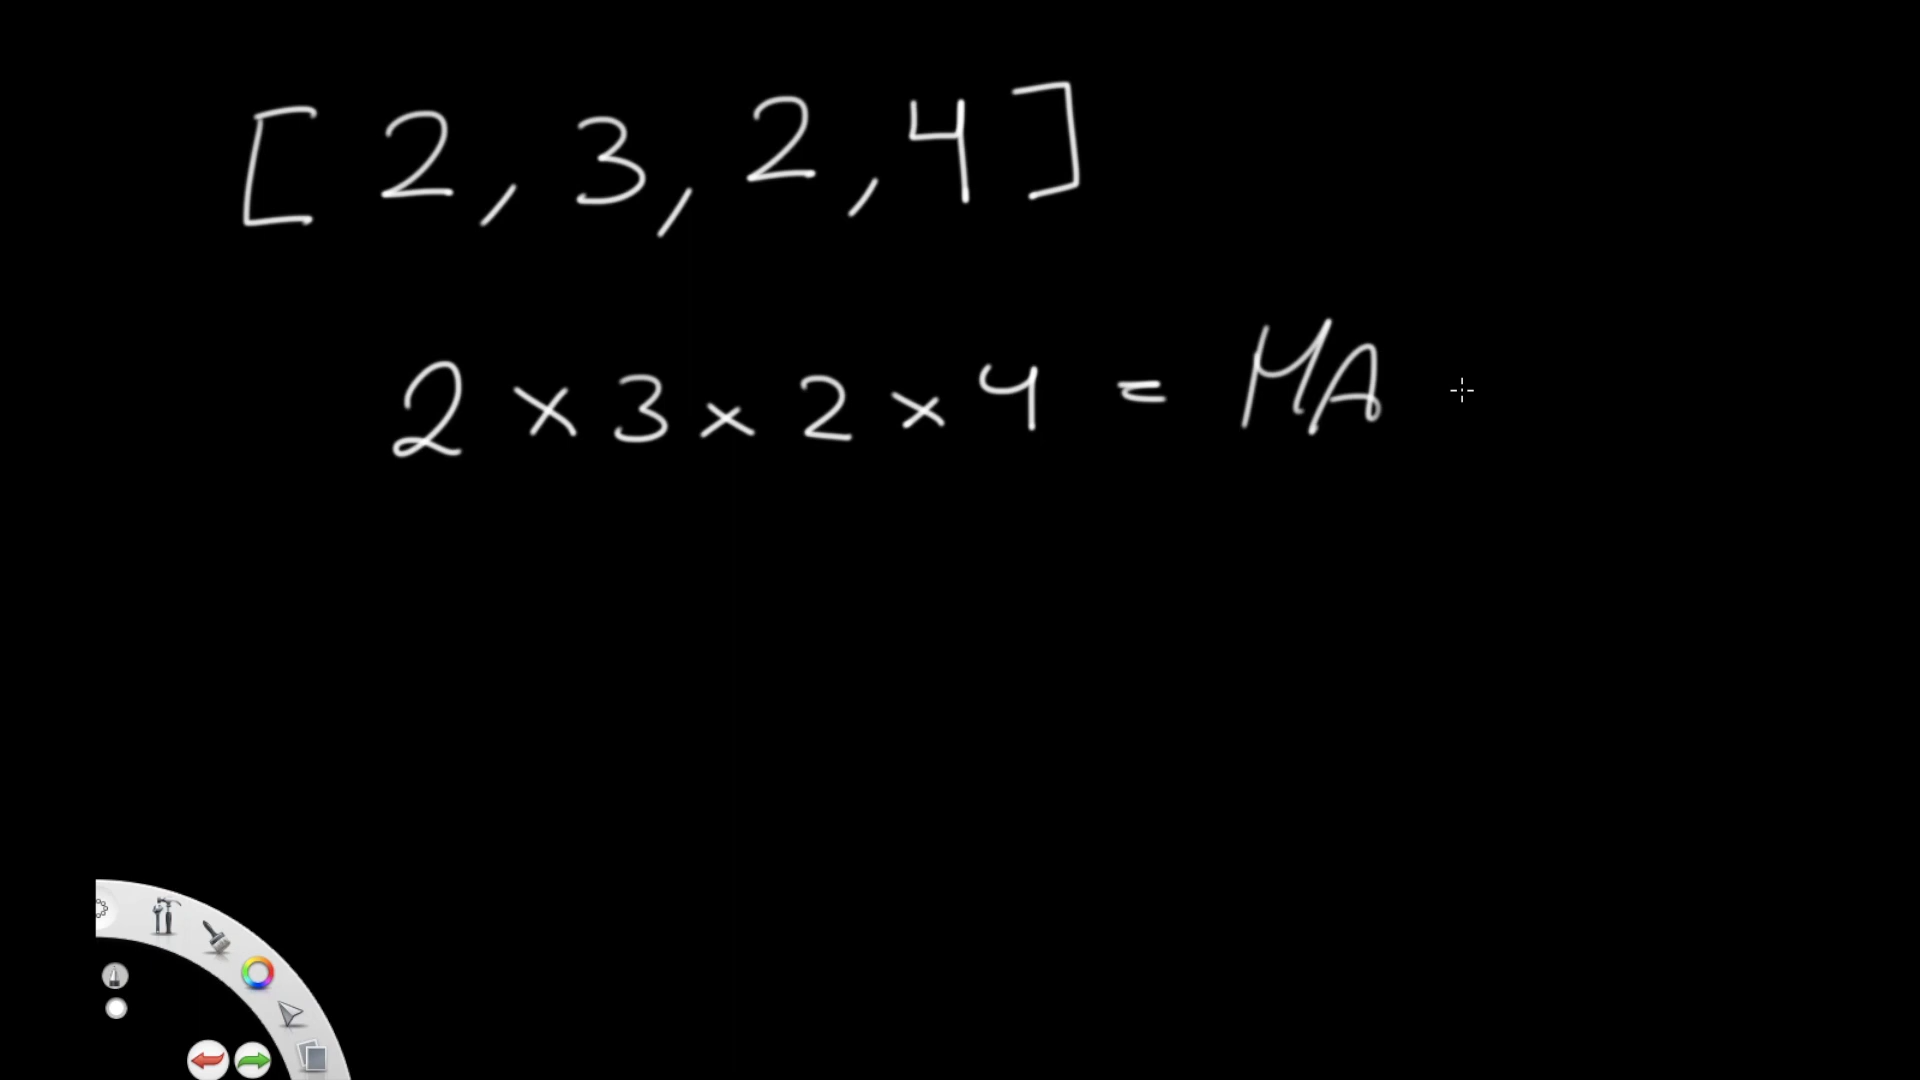 [2, 3, 2, 4]
2 × 3 × 2 × 4 = MA